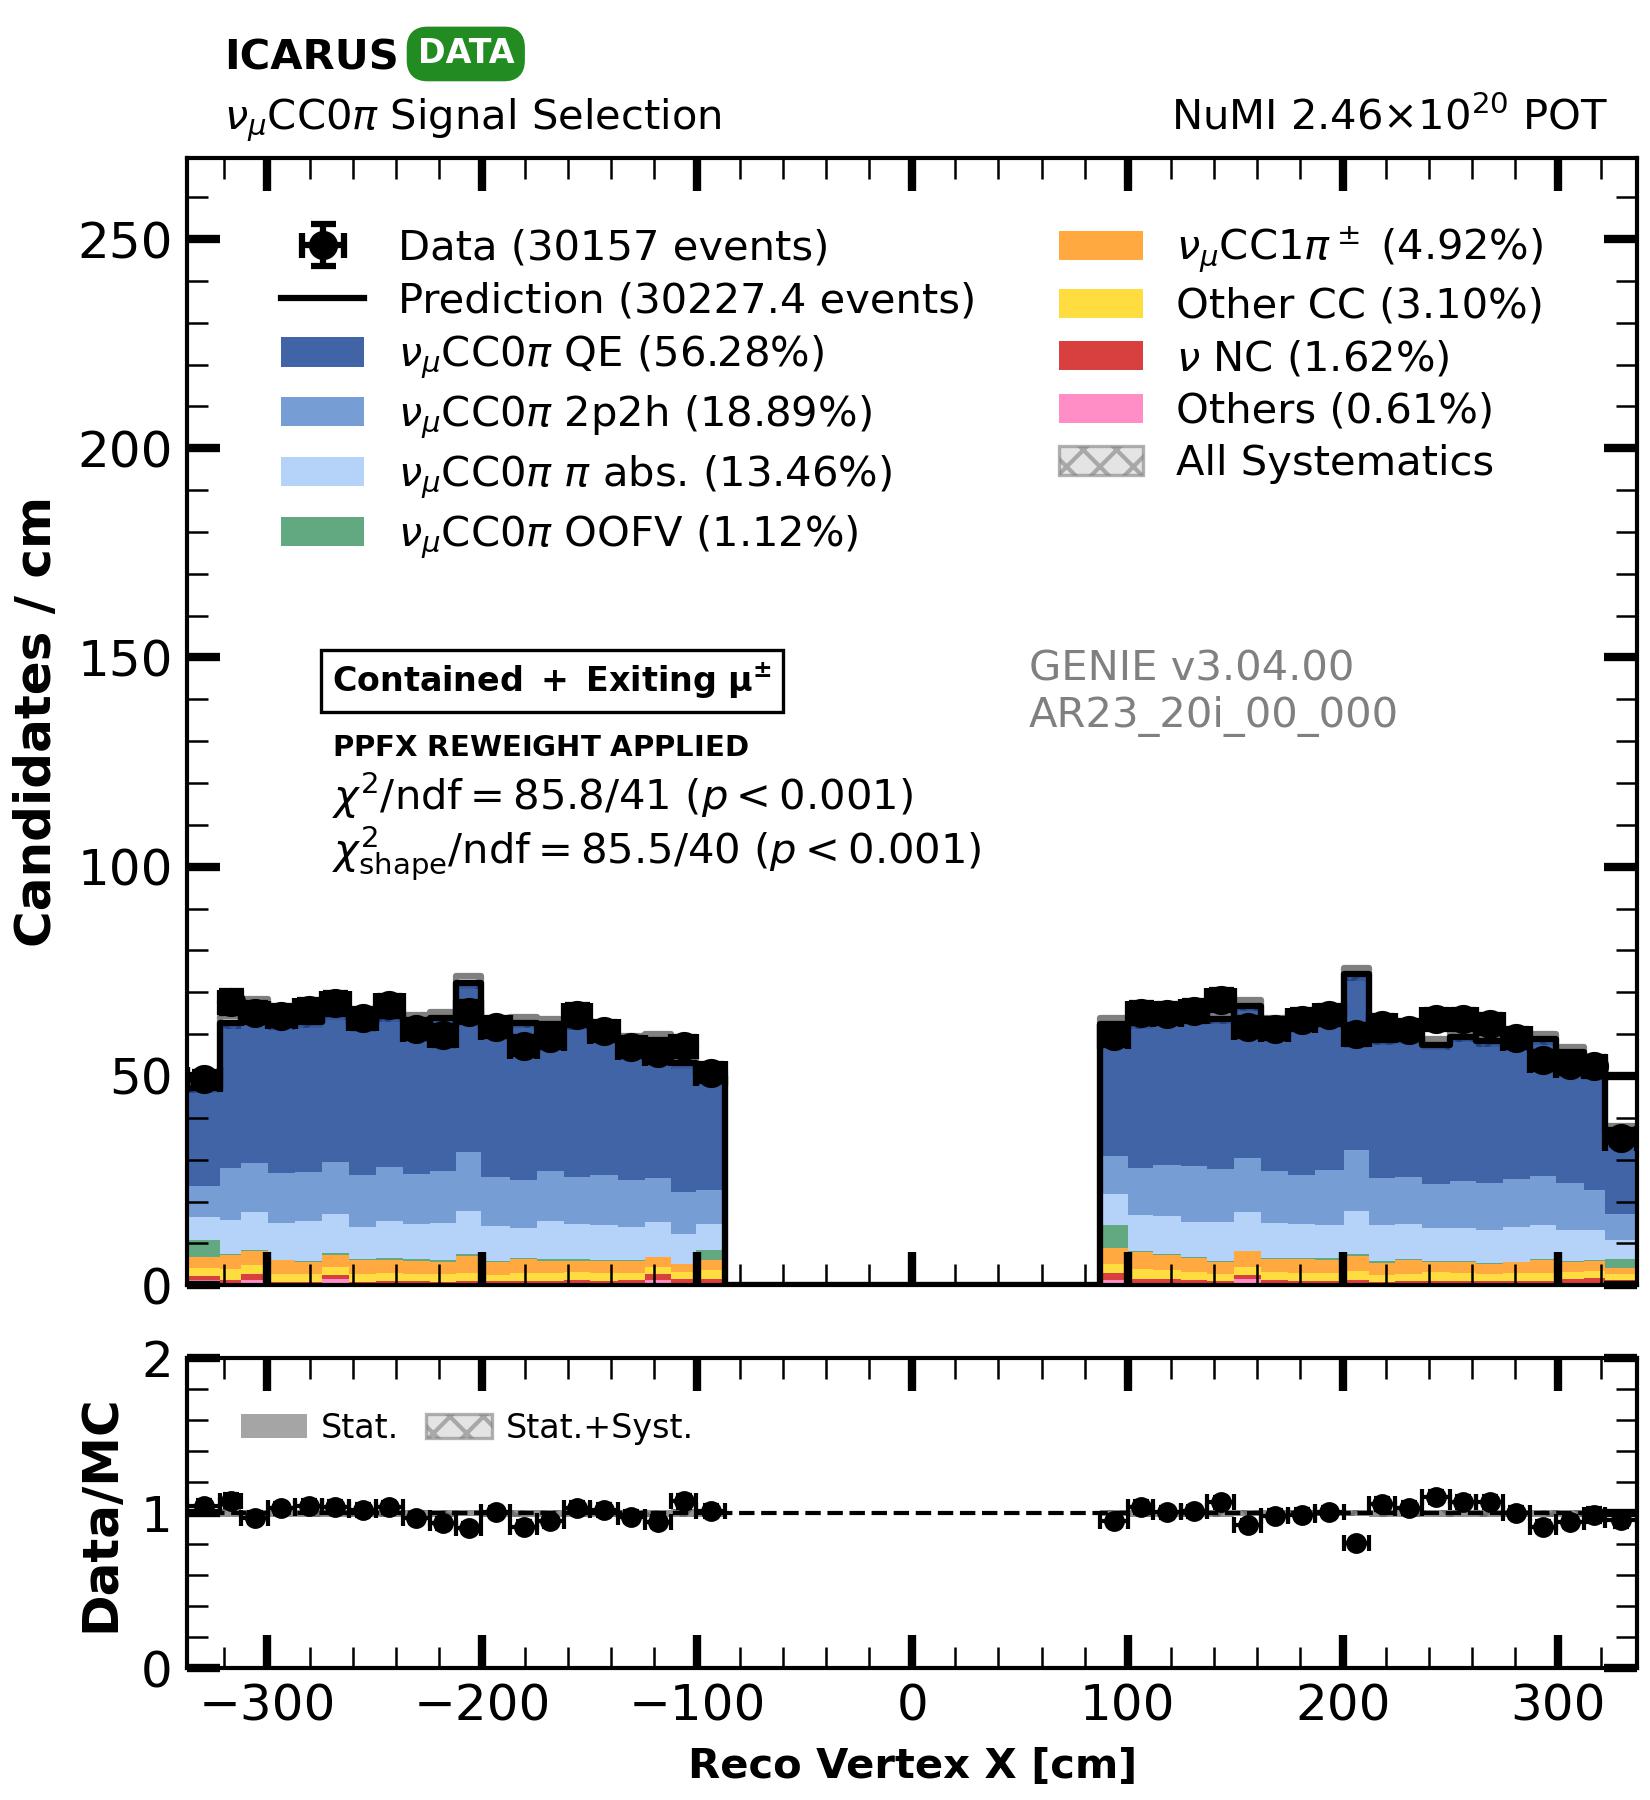 ICARUS DATA
νμCC0π Signal Selection
NuMI 2.46×10²⁰ POT
Data (30157 events)
Prediction (30227.4 events)
νμCC0π QE (56.28%)
νμCC0π 2p2h (18.89%)
νμCC0π π abs. (13.46%)
νμCC0π OOFV (1.12%)
νμCC1π± (4.92%)
Other CC (3.10%)
ν NC (1.62%)
Others (0.61%)
All Systematics
Contained + Exiting μ±
PPFX REWEIGHT APPLIED
χ²/ndf = 85.8/41 (p < 0.001)
χ²shape/ndf = 85.5/40 (p < 0.001)
GENIE v3.04.00
AR23_20i_00_000
Candidates / cm
250
200
150
100
50
0
Stat.
Stat.+Syst.
Data/MC
2
1
0
−300 −200 −100 0 100 200 300
Reco Vertex X [cm]